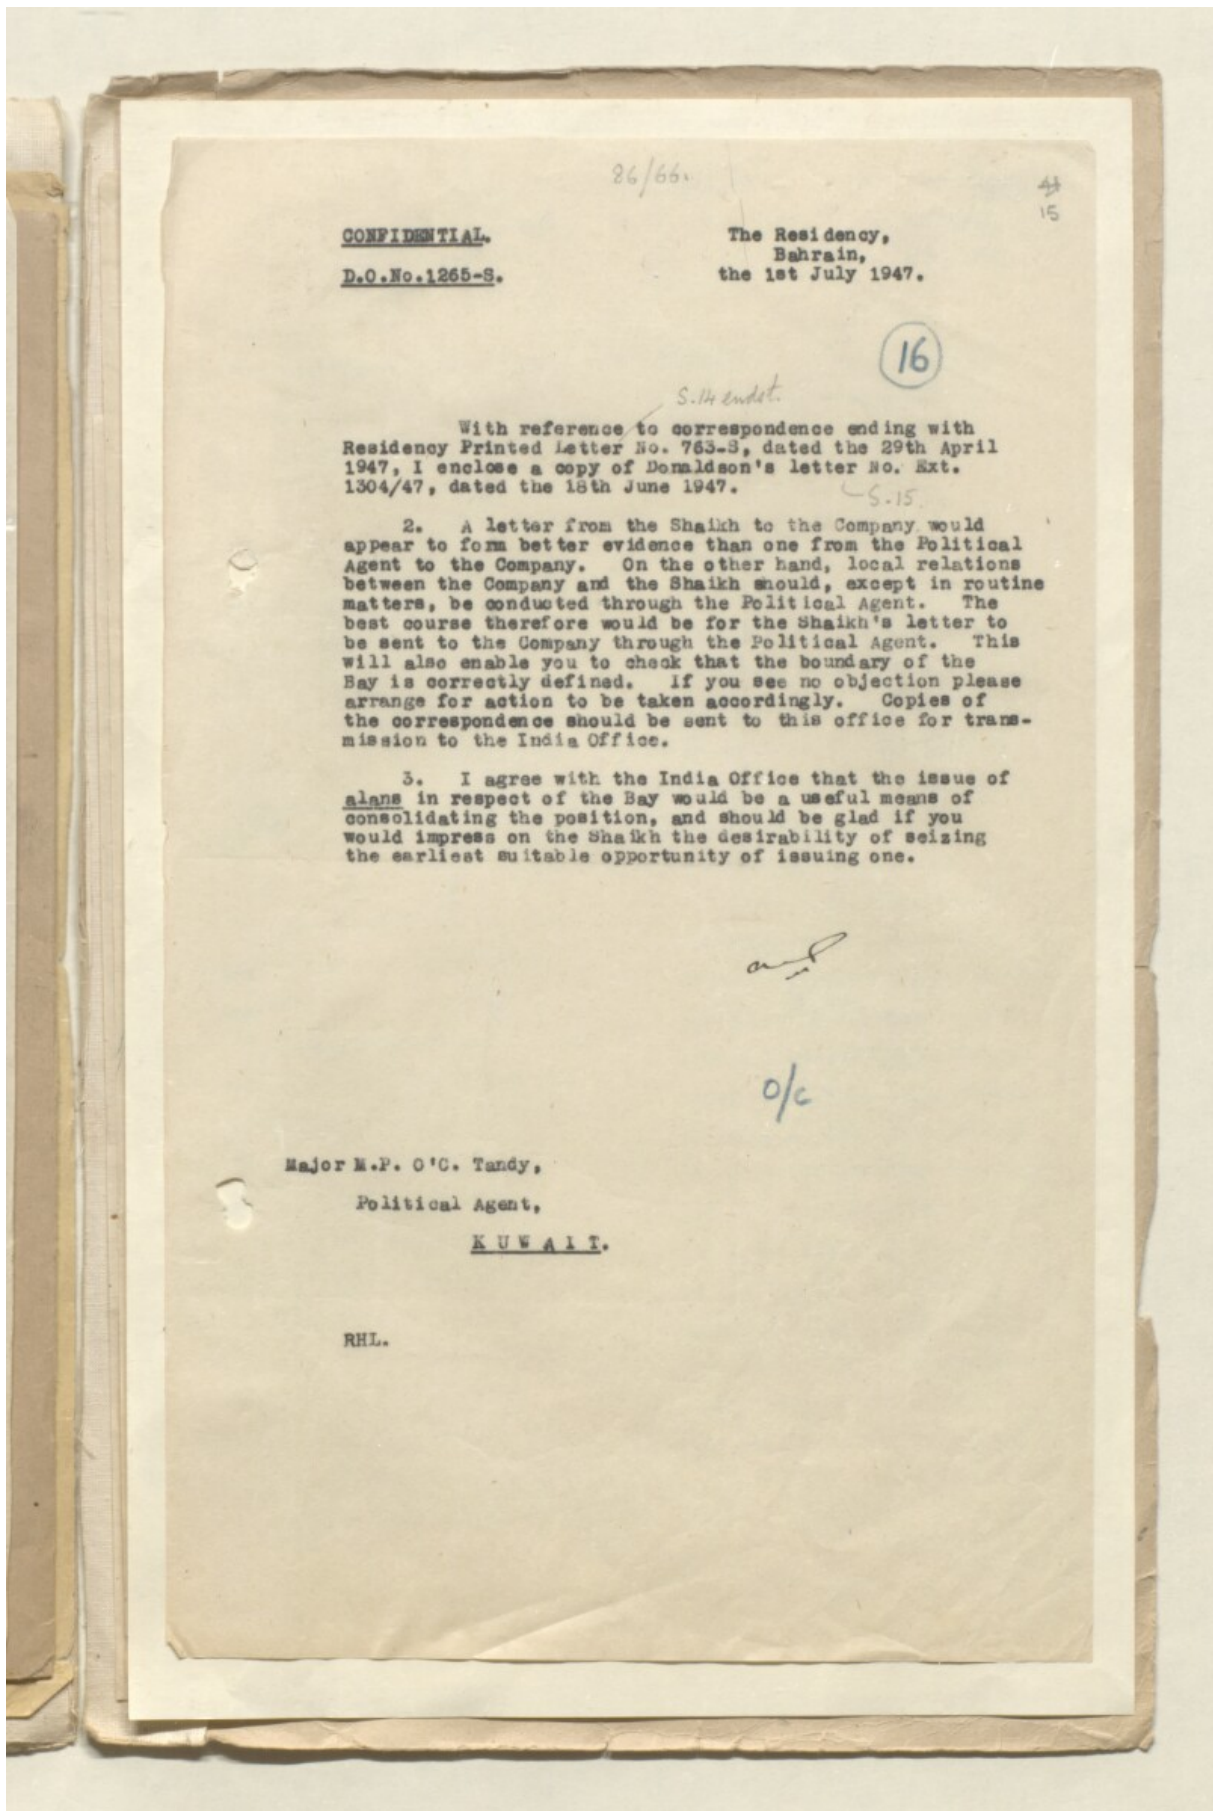 86/66.
15
CONFIDENTIAL.
The Residency,
Bahrain,
D.O.No.1265-S.
the 1st July 1947.
16
S.14 endst.
With reference to correspondence ending with
Residency Printed Letter No. 763-S, dated the 29th April
1947, I enclose a copy of Donaldson's letter No. Ext.
1304/47, dated the 18th June 1947.
S.15
2. A letter from the Shaikh to the Company would
appear to form better evidence than one from the Political
Agent to the Company. On the other hand, local relations
between the Company and the Shaikh should, except in routine
matters, be conducted through the Political Agent. The
best course therefore would be for the Shaikh's letter to
be sent to the Company through the Political Agent. This
will also enable you to check that the boundary of the
Bay is correctly defined. If you see no objection please
arrange for action to be taken accordingly. Copies of
the correspondence should be sent to this office for trans-
mission to the India Office.
3. I agree with the India Office that the issue of
alans in respect of the Bay would be a useful means of
consolidating the position, and should be glad if you
would impress on the Shaikh the desirability of seizing
the earliest suitable opportunity of issuing one.
O/C
Major M.P. O'C. Tandy,
Political Agent,
KUWAIT.
RHL.